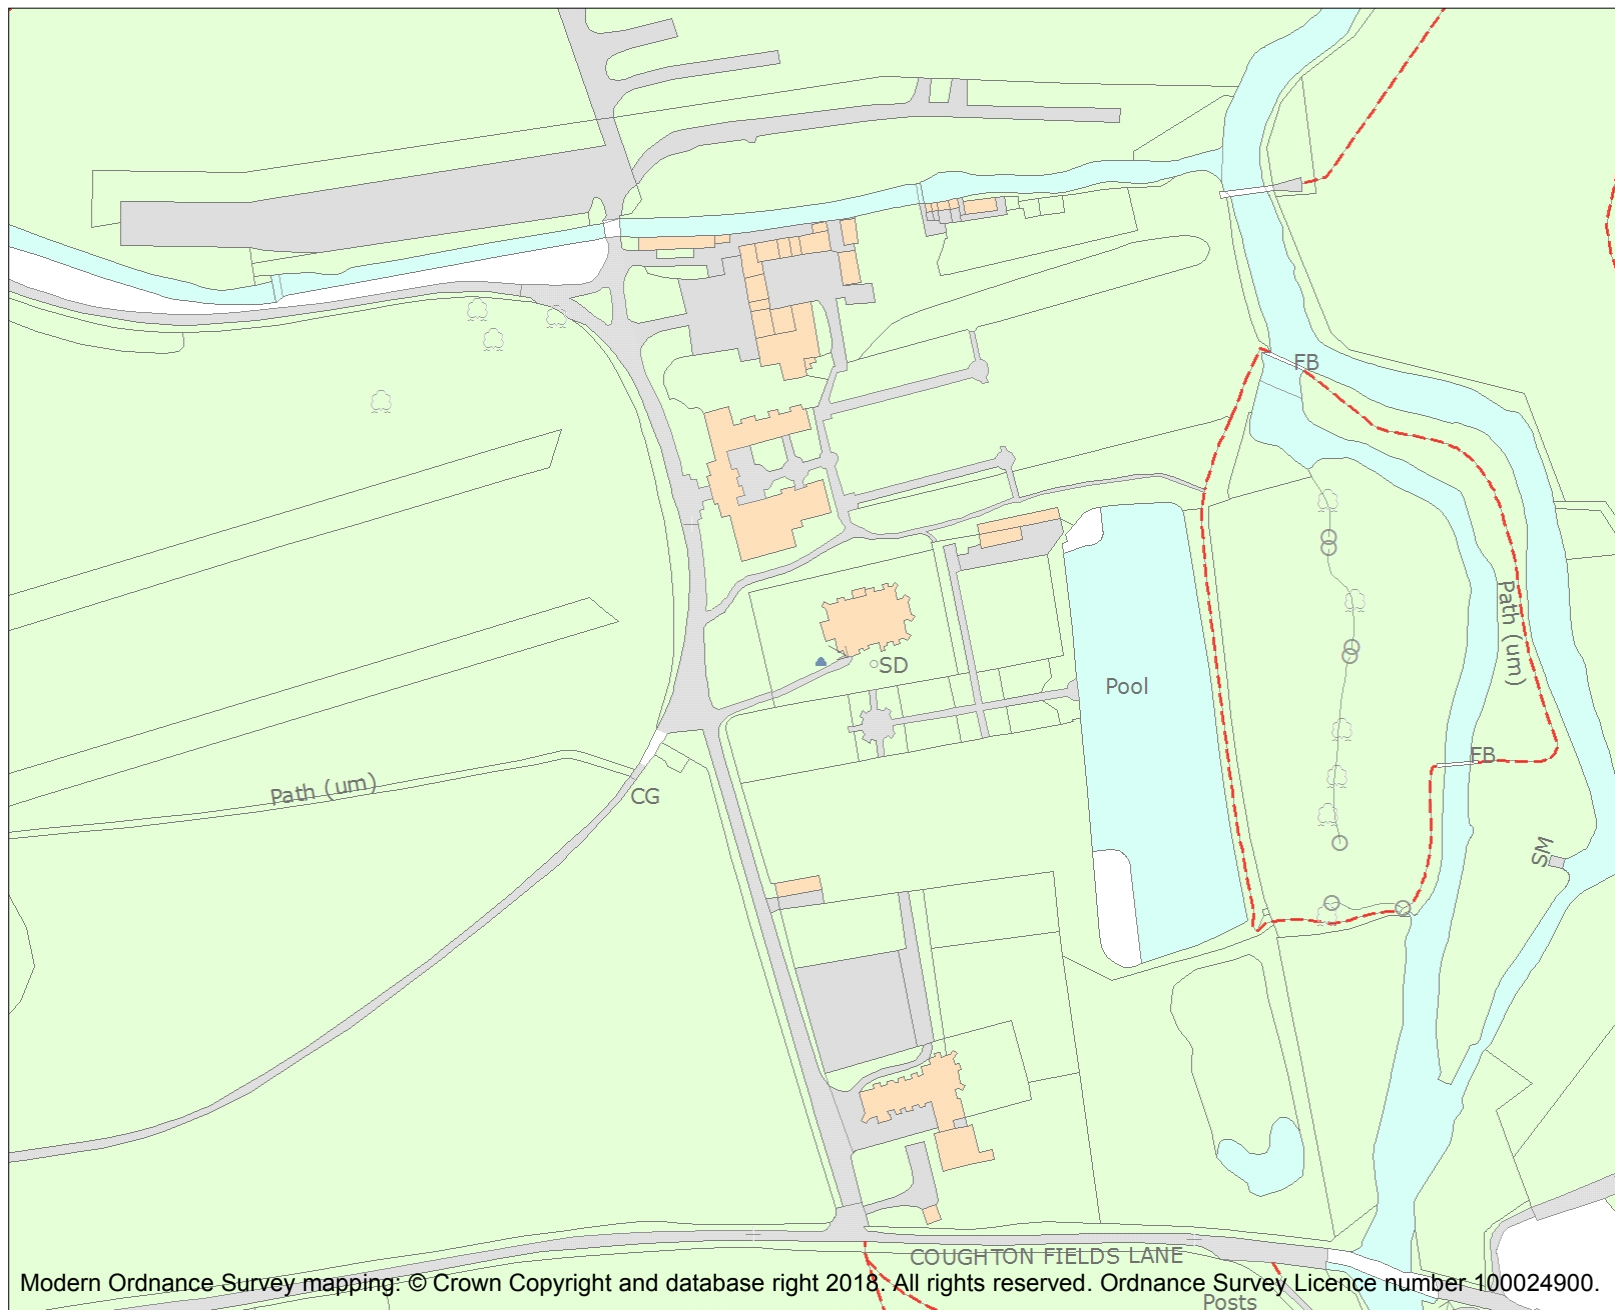 FB
Path (um)
SD
Pool
FB
Path (um)
CG
SM
COUGHTON FIELDS LANE
Modern Ordnance Survey mapping: © Crown Copyright and database right 2018. All rights reserved. Ordnance Survey Licence number 100024900.
Posts